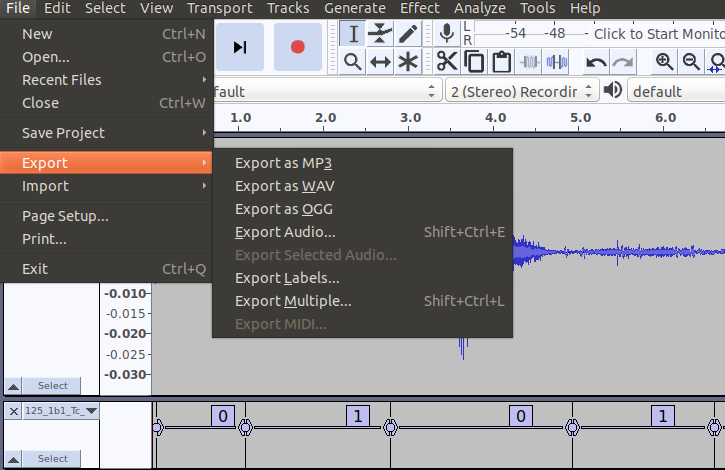 File Edit Select View Transport Tracks Generate Effect Analyze Tools Help
New Ctrl+N
Open... Ctrl+O
Recent Files
Close Ctrl+W
Save Project
Export
Import
Page Setup...
Print...
Exit Ctrl+Q
L
R
-54 -48 Click to Start Monito
fault 2 (Stereo) Recordir default
1.0 2.0 3.0 4.0 5.0 6.0
Export as MP3
Export as WAV
Export as OGG
Export Audio... Shift+Ctrl+E
Export Selected Audio...
Export Labels...
Export Multiple... Shift+Ctrl+L
Export MIDI...
-0.010
-0.015
-0.020
-0.025
-0.030
Select
125_1b1_Tc_ 0 1 0 1
Select